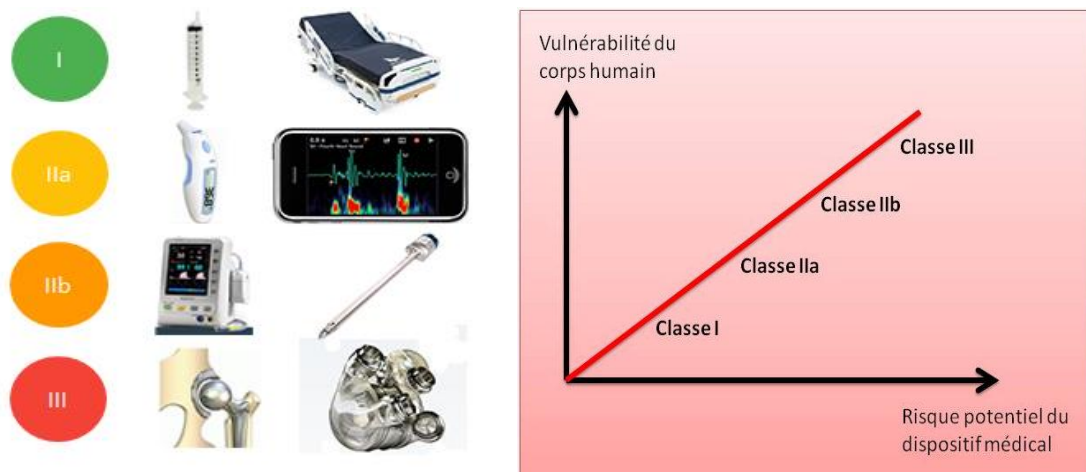 I
IIa
IIb
III
Vulnérabilité du
corps humain
Classe III
Classe IIb
Classe IIa
Classe I
Risque potentiel du
dispositif médical